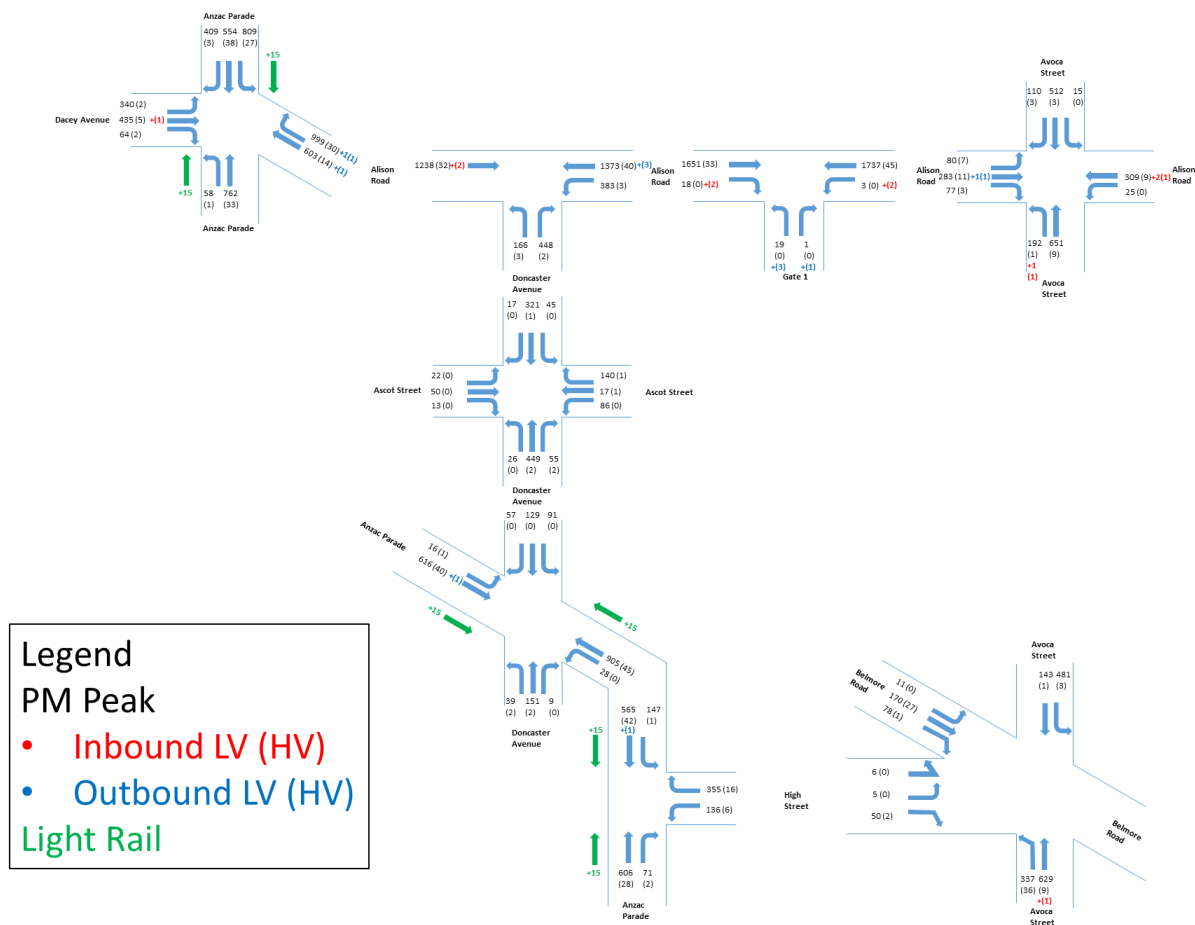 Anzac Parade
409 554 809
(3) (38) (27)
+15
340 (2)
Dacey Avenue 435 (5) +(1)
64 (2)
999 (30)+1(1)
603 (14)+(1)
+15
58 762
(1) (33)
Anzac Parade
Alison
Road
1238 (32)+(2)
1373 (40)+(3)
383 (3)
166 448
(3) (2)
Doncaster
Avenue
Alison
Road
1651 (33)
18 (0)+(2)
1737 (45)
3 (0) +(2)
19 1
(0) (0)
+(3) +(1)
Gate 1
Avoca
Street
110 512 15
(3) (3) (0)
Alison
Road
80 (7)
283 (11)+1(1)
77 (3)
309 (9)+2(1)
25 (0)
Alison
Road
192 651
(1) (9)
+1
(1)
Avoca
Street
17 321 45
(0) (1) (0)
Ascot Street
22 (0)
50 (0)
13 (0)
140 (1)
17 (1)
86 (0)
Ascot Street
26 449 55
(0) (2) (2)
Doncaster
Avenue
57 129 91
(0) (0) (0)
Anzac Parade
16 (1)
616 (40) +(1)
+15
+15
905 (45)
28 (0)
39 151 9
(2) (2) (0)
Doncaster
Avenue
565 147
(42) (1)
+(1)
+15
355 (16)
136 (6)
High
Street
+15
606 71
(28) (2)
Anzac
Parade
Avoca
Street
143 481
(1) (3)
Belmore
Road
11 (0)
170 (27)
78 (1)
6 (0)
5 (0)
50 (2)
Belmore
Road
337 629
(36) (9)
+(1)
Avoca
Street
Legend
PM Peak
• Inbound LV (HV)
• Outbound LV (HV)
Light Rail